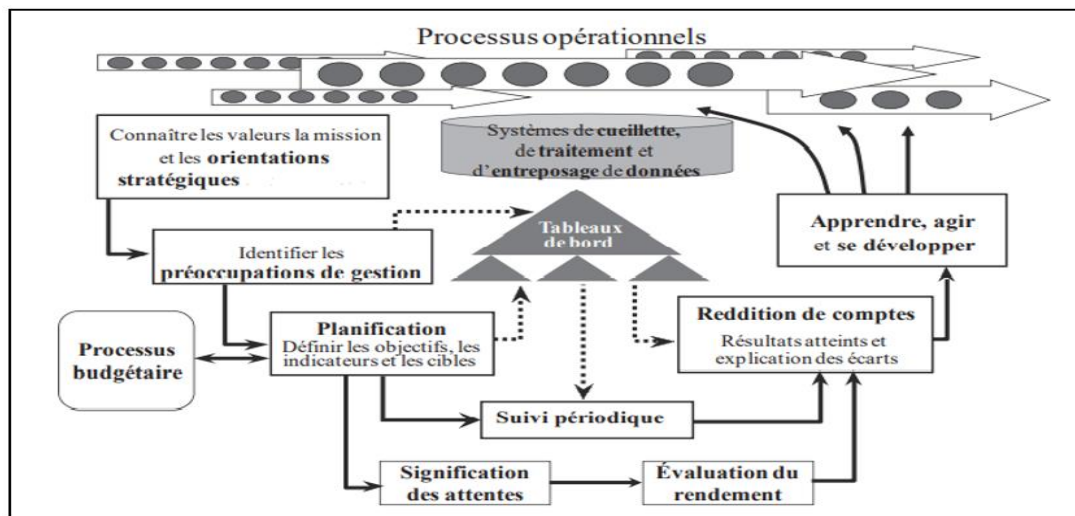 Processus opérationnels
Connaître les valeurs la mission
et les orientations
stratégiques
Systèmes de cueillette,
de traitement et
d'entreposage de données
Apprendre, agir
et se développer
Identifier les
préoccupations de gestion
Tableaux
de bord
Processus
budgétaire
Planification
Définir les objectifs, les
indicateurs et les cibles
Reddition de comptes
Résultats atteints et
explication des écarts
Suivi périodique
Signification
des attentes
Évaluation du
rendement